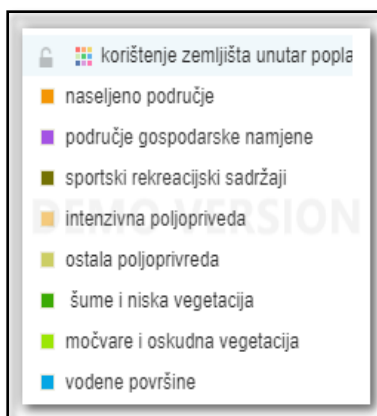 korištenje zemljišta unutar popla
naseljeno područje
područje gospodarske namjene
sportski rekreacijski sadržaji
intenzivna poljopriveda
ostala poljoprivreda
šume i niska vegetacija
močvare i oskudna vegetacija
vodene površine
DEMO VERSION